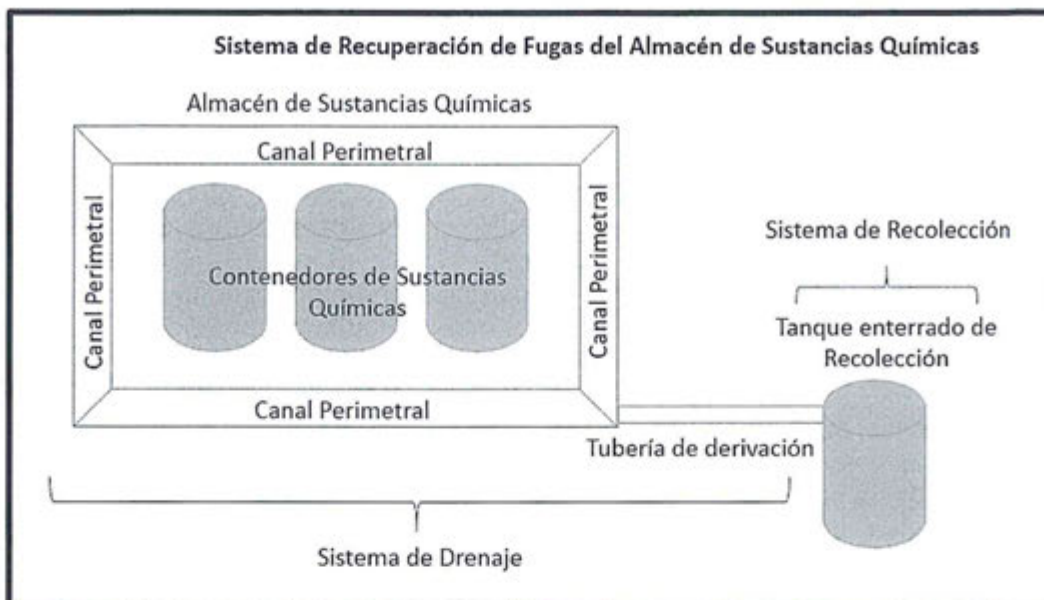 Sistema de Recuperación de Fugas del Almacén de Sustancias Químicas
Almacén de Sustancias Químicas
Canal Perimetral
Canal Perimetral
Contenedores de Sustancias
Químicas
Canal Perimetral
Canal Perimetral
Sistema de Recolección
Tanque enterrado de
Recolección
Tubería de derivación
Sistema de Drenaje